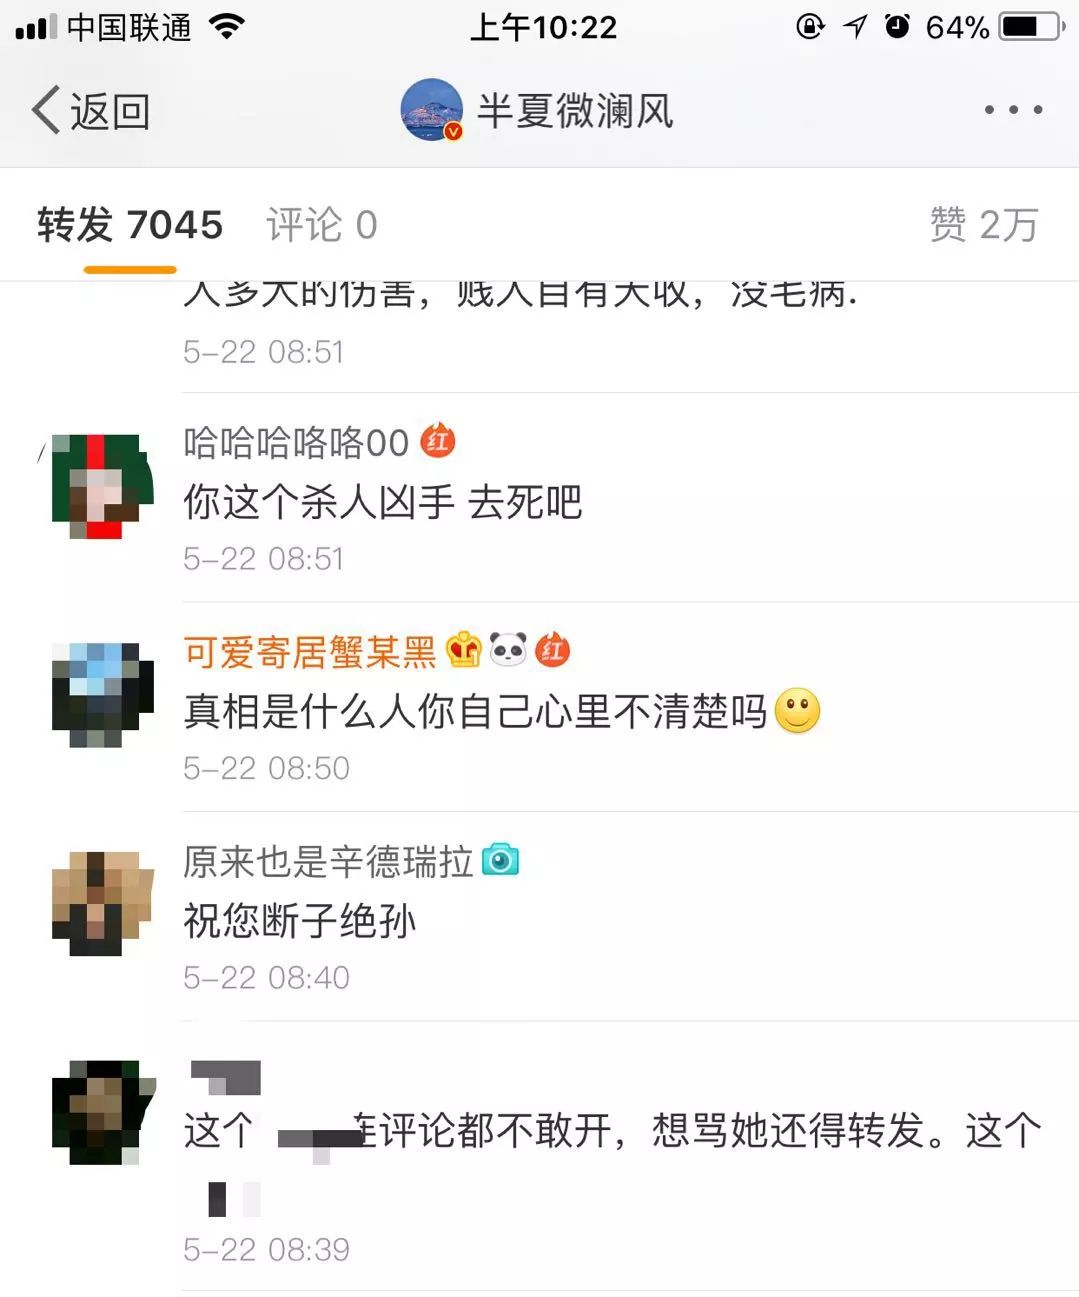 中国联通 上午10:22 64%
返回 半夏微澜风
转发 7045 评论 0 赞 2万
人多大的伤害，贱人自有天收，没毛病.
5-22 08:51
哈哈哈咯咯00 红
你这个杀人凶手 去死吧
5-22 08:51
可爱寄居蟹某黑 红
真相是什么人你自己心里不清楚吗
5-22 08:50
原来也是辛德瑞拉
祝您断子绝孙
5-22 08:40
这个 连评论都不敢开，想骂她还得转发。这个
5-22 08:39